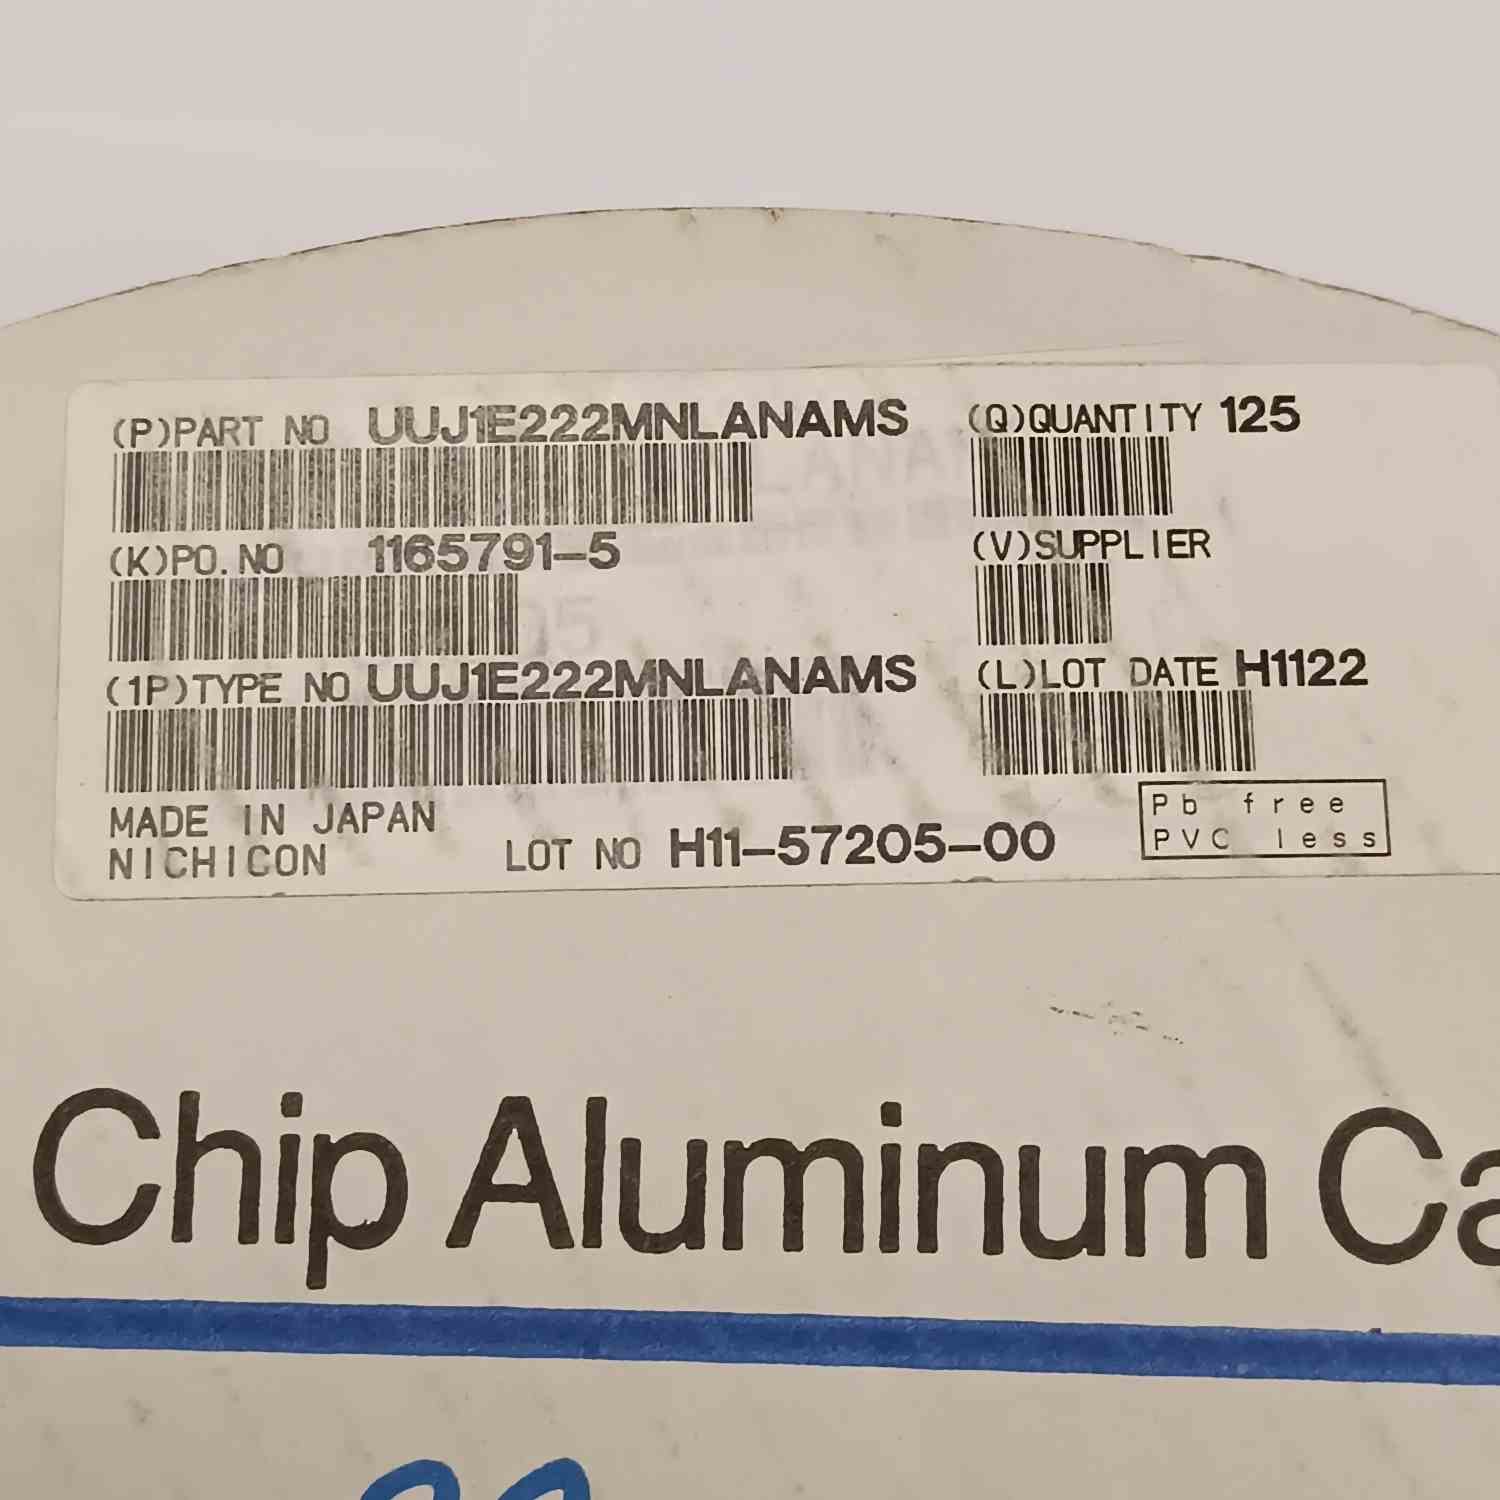 (P)PART NO UUJ1E222MNLANAMS
(Q)QUANTITY 125
(K)PO.NO 1165791-5
(V)SUPPLIER
(1P)TYPE NO UUJ1E222MNLANAMS
(L)LOT DATE H1122
MADE IN JAPAN
NICHICON
LOT NO H11-57205-00
Pb free
PVC less
Chip Aluminum Ca